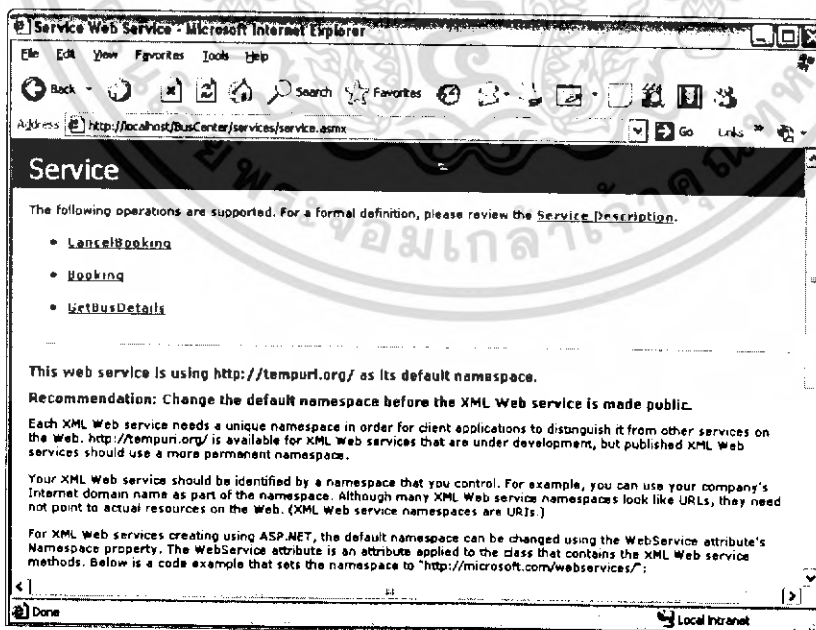 Service Web Service - Microsoft Internet Explorer
File Edit View Favorites Tools Help
Back Search Favorites
Address http://localhost/BusCenter/services/service.asmx Go Links »
Service
The following operations are supported. For a formal definition, please review the Service Description.
CancelBooking
Booking
GetBusDetails
This web service is using http://tempuri.org/ as its default namespace.
Recommendation: Change the default namespace before the XML Web service is made public.
Each XML Web service needs a unique namespace in order for client applications to distinguish it from other services on
the Web. http://tempuri.org/ is available for XML Web services that are under development, but published XML Web
services should use a more permanent namespace.
Your XML Web service should be identified by a namespace that you control. For example, you can use your company's
Internet domain name as part of the namespace. Although many XML Web service namespaces look like URLs, they need
not point to actual resources on the Web. (XML Web service namespaces are URIs.)
For XML Web services creating using ASP.NET, the default namespace can be changed using the WebService attribute's
Namespace property. The WebService attribute is an attribute applied to the class that contains the XML Web service
methods. Below is a code example that sets the namespace to "http://microsoft.com/webservices/":
Done Local intranet